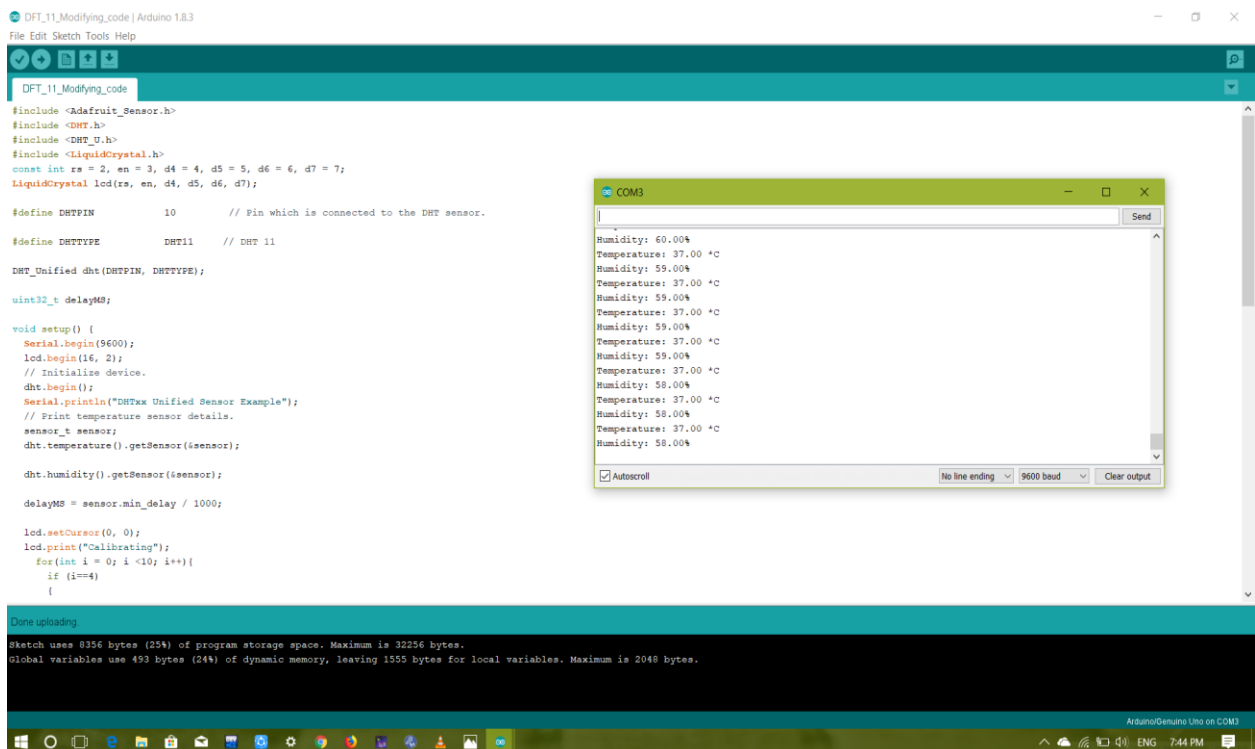 DFT_11_Modifying_code | Arduino 1.8.3
File Edit Sketch Tools Help
DFT_11_Modifying_code
#include <Adafruit_Sensor.h>
#include <DHT.h>
#include <DHT_U.h>
#include <LiquidCrystal.h>
const int rs = 2, en = 3, d4 = 4, d5 = 5, d6 = 6, d7 = 7;
LiquidCrystal lcd(rs, en, d4, d5, d6, d7);
#define DHTPIN 10 // Pin which is connected to the DHT sensor.
#define DHTTYPE DHT11 // DHT 11
DHT_Unified dht(DHTPIN, DHTTYPE);
uint32_t delayMS;
void setup() {
Serial.begin(9600);
lcd.begin(16, 2);
// Initialize device.
dht.begin();
Serial.println("DHTxx Unified Sensor Example");
// Print temperature sensor details.
sensor_t sensor;
dht.temperature().getSensor(&sensor);
dht.humidity().getSensor(&sensor);
delayMS = sensor.min_delay / 1000;
lcd.setCursor(0, 0);
lcd.print("Calibrating");
for(int i = 0; i <10; i++){
if (i==4)
{
COM3
Send
Humidity: 60.00%
Temperature: 37.00 *C
Humidity: 59.00%
Temperature: 37.00 *C
Humidity: 59.00%
Temperature: 37.00 *C
Humidity: 59.00%
Temperature: 37.00 *C
Humidity: 59.00%
Temperature: 37.00 *C
Humidity: 58.00%
Temperature: 37.00 *C
Humidity: 58.00%
Temperature: 37.00 *C
Humidity: 58.00%
Autoscroll
No line ending
9600 baud
Clear output
Done uploading.
Sketch uses 8356 bytes (25%) of program storage space. Maximum is 32256 bytes.
Global variables use 493 bytes (24%) of dynamic memory, leaving 1555 bytes for local variables. Maximum is 2048 bytes.
Arduino/Genuino Uno on COM3
ENG 7:44 PM